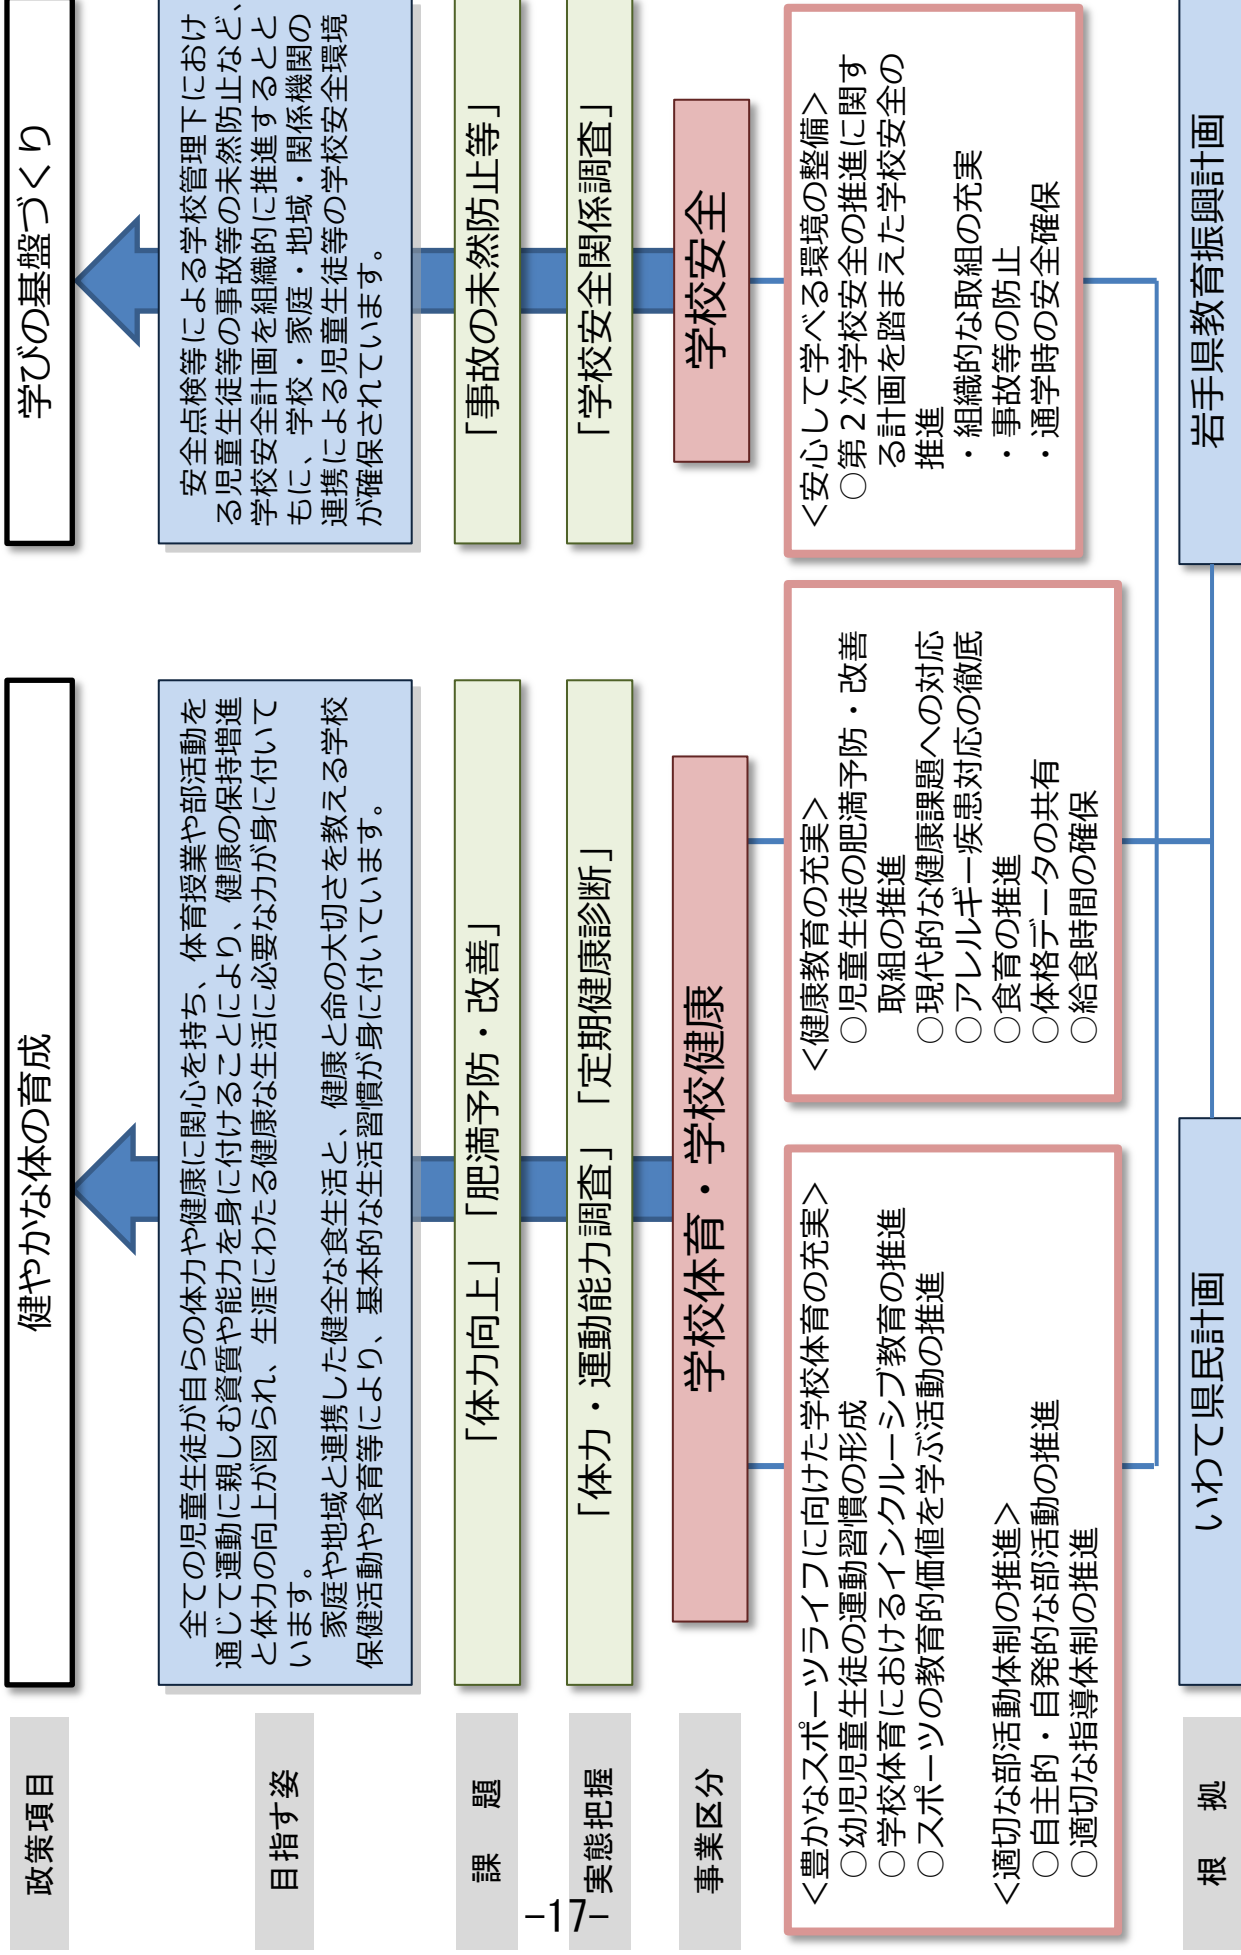 政策項目
健やかな体の育成
学びの基盤づくり
目指す姿
全ての児童生徒が自らの体力や健康に関心を持ち、体育授業や部活動を
通じて運動に親しむ資質や能力を身に付けることにより、健康の保持増進
と体力の向上が図られ、生涯にわたる健康な生活に必要な力が身に付いて
います。
家庭や地域と連携した健全な食生活と、健康と命の大切さを教える学校
保健活動や食育等により、基本的な生活習慣が身に付いています。
安全点検等による学校管理下におけ
る児童生徒等の事故等の未然防止など、
学校安全計画を組織的に推進するとと
もに、学校・家庭・地域・関係機関の
連携による児童生徒等の学校安全環境
が確保されています。
課　題
「体力向上」「肥満予防・改善」
「事故の未然防止等」
実態把握
「体力・運動能力調査」「定期健康診断」
「学校安全関係調査」
事業区分
学校体育・学校健康
学校安全
＜豊かなスポーツライフに向けた学校体育の充実＞
○幼児児童生徒の運動習慣の形成
○学校体育におけるインクルーシブ教育の推進
○スポーツの教育的価値を学ぶ活動の推進
＜適切な部活動体制の推進＞
○自主的・自発的な部活動の推進
○適切な指導体制の推進
＜健康教育の充実＞
○児童生徒の肥満予防・改善
取組の推進
○現代的な健康課題への対応
○アレルギー疾患対応の徹底
○食育の推進
○体格データの共有
○給食時間の確保
＜安心して学べる環境の整備＞
○第２次学校安全の推進に関す
る計画を踏まえた学校安全の
推進
・組織的な取組の充実
・事故等の防止
・通学時の安全確保
根　拠
いわて県民計画
岩手県教育振興計画
-17-